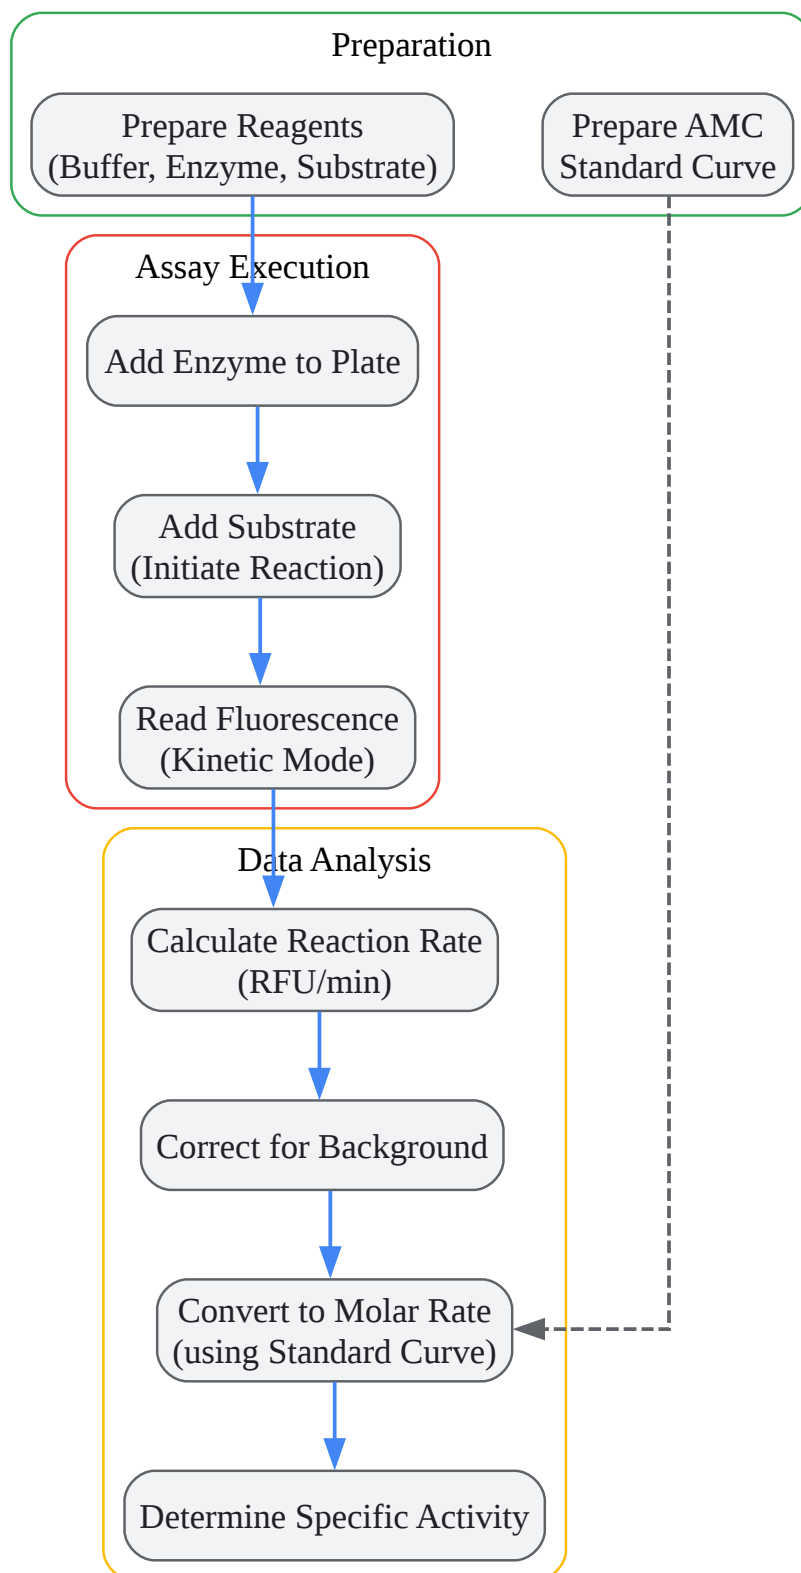 Preparation
Prepare Reagents
(Buffer, Enzyme, Substrate)
Prepare AMC
Standard Curve
Assay Execution
Add Enzyme to Plate
Add Substrate
(Initiate Reaction)
Read Fluorescence
(Kinetic Mode)
Data Analysis
Calculate Reaction Rate
(RFU/min)
Correct for Background
Convert to Molar Rate
(using Standard Curve)
Determine Specific Activity